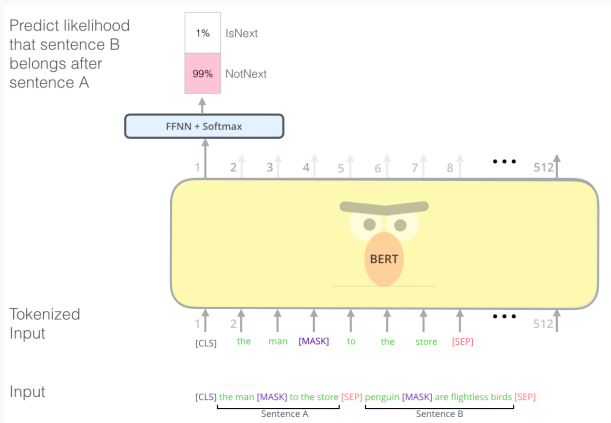 Predict likelihood
that sentence B
belongs after
sentence A
1% IsNext
99% NotNext
FFNN + Softmax
1 2 3 4 5 6 7 8 ••• 512
BERT
Tokenized
Input
1 2 ••• 512
[CLS] the man [MASK] to the store [SEP]
Input
[CLS] the man [MASK] to the store [SEP] penguin [MASK] are flightless birds [SEP]
Sentence A Sentence B